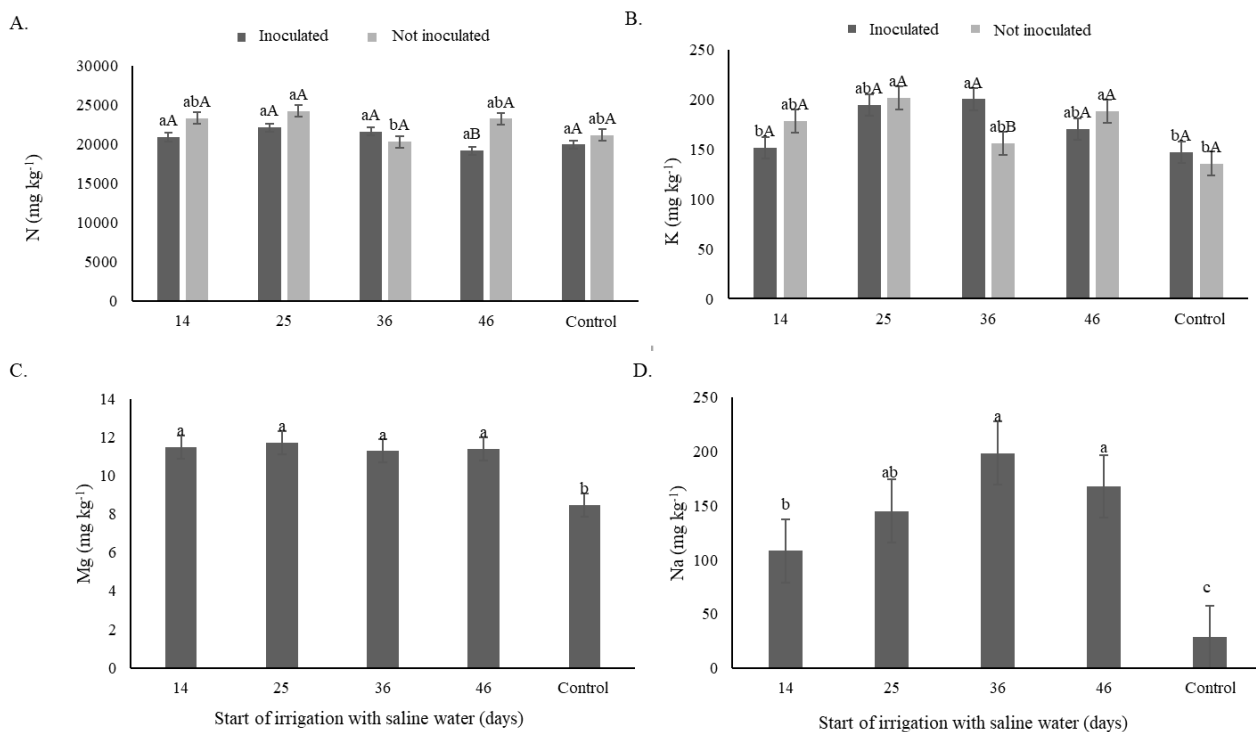 A.
Inoculated Not inoculated
30000
25000
20000
15000
10000
5000
0
N (mg kg-1)
aA abA aA aA aA bA aB abA aA abA
14 25 36 46 Control
B.
Inoculated Not inoculated
250
200
150
100
50
0
K (mg kg-1)
bA abA abA aA aA abB abA aA bA bA
14 25 36 46 Control
C.
14
12
10
8
6
4
2
0
Mg (mg kg-1)
a a a a b
14 25 36 46 Control
Start of irrigation with saline water (days)
D.
250
200
150
100
50
0
Na (mg kg-1)
b ab a a c
14 25 36 46 Control
Start of irrigation with saline water (days)